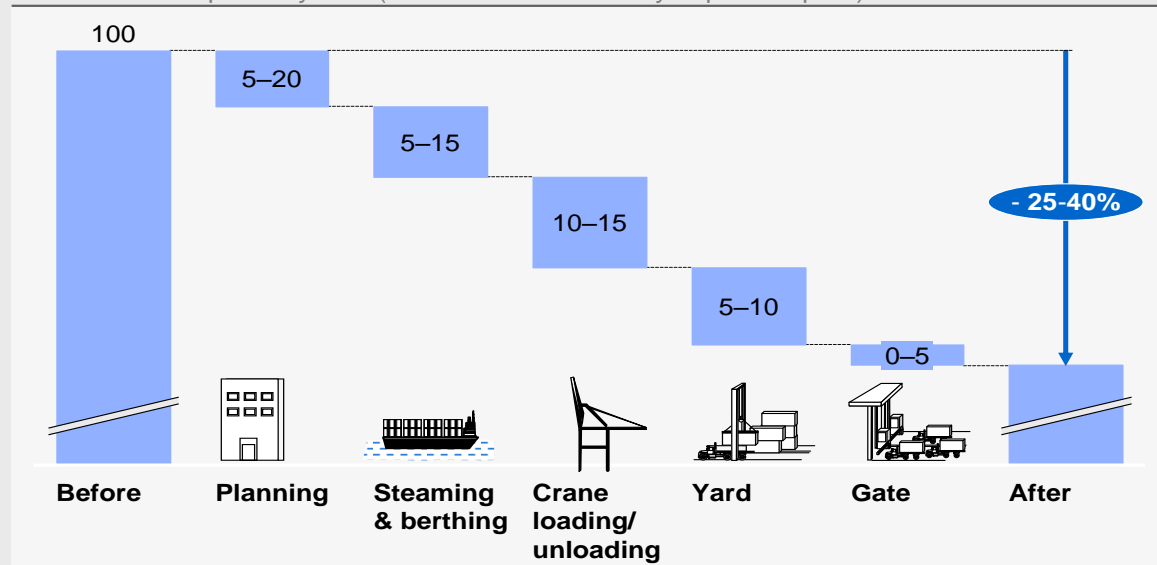 100
5–20
5–15
10–15
5–10
0–5
- 25-40%
Before
Planning
Steaming
& berthing
Crane
loading/
unloading
Yard
Gate
After